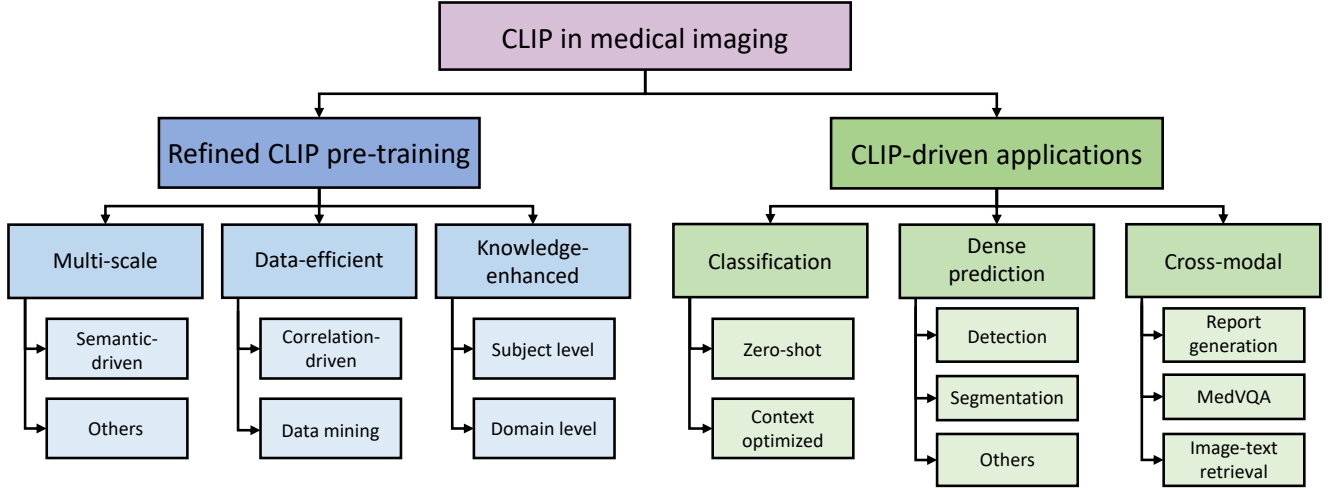 CLIP in medical imaging
Refined CLIP pre-training
CLIP-driven applications
Multi-scale
Data-efficient
Knowledge-
enhanced
Classification
Dense
prediction
Cross-modal
Semantic-
driven
Others
Correlation-
driven
Data mining
Subject level
Domain level
Zero-shot
Context
optimized
Detection
Segmentation
Others
Report
generation
MedVQA
Image-text
retrieval